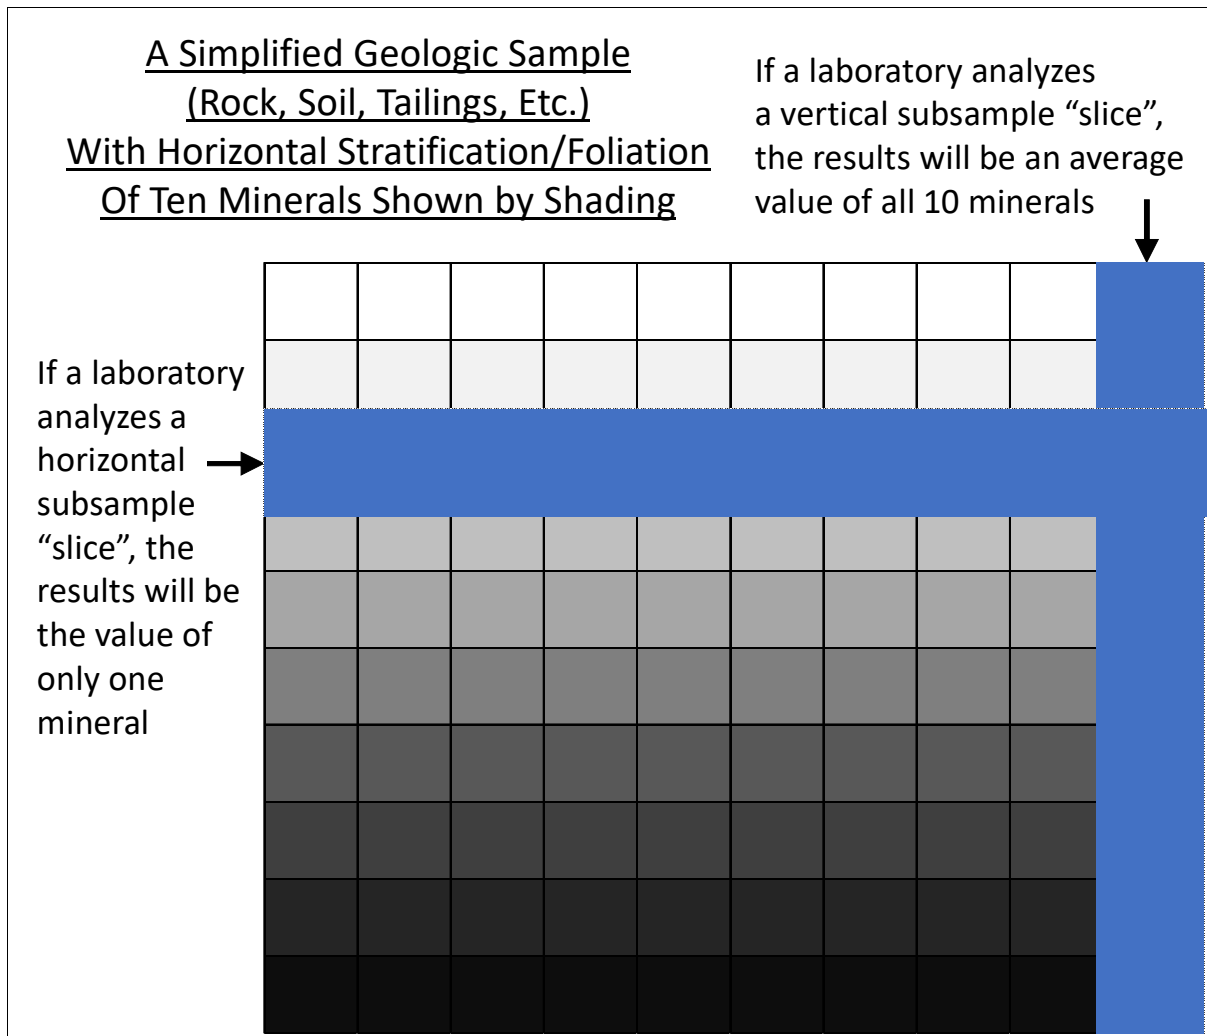 A Simplified Geologic Sample
(Rock, Soil, Tailings, Etc.)
With Horizontal Stratification/Foliation
Of Ten Minerals Shown by Shading
If a laboratory analyzes
a vertical subsample “slice”,
the results will be an average
value of all 10 minerals
If a laboratory
analyzes a
horizontal
subsample
“slice”, the
results will be
the value of
only one
mineral